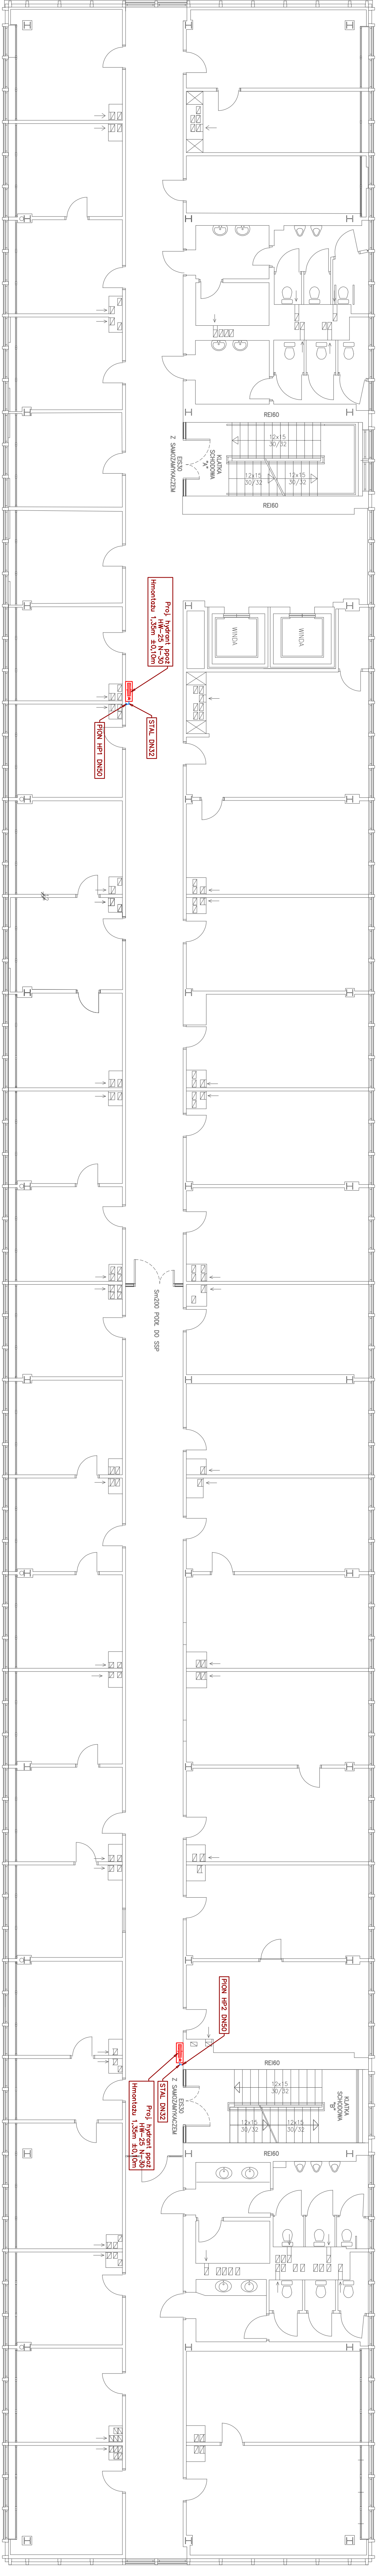 REI60
KLATKA
SCHODOWA
"A"
EIS30
Z SAMOZAMYKACZEM
12x15
30/32
12x15
30/32
12x15
30/32
REI60
Proj. hydrant ppoż
HW-25 N-30
Hmontażu 1,35m ±0,10m
WINDA
WINDA
STAL DN32
PION HP1 DN50
Sm200 PODŁ. DO SSP
PION HP2 DN50
STAL DN32
REI60
KLATKA
SCHODOWA
"B"
EIS30
Z SAMOZAMYKACZEM
12x15
30/32
12x15
30/32
12x15
30/32
REI60
Proj. hydrant ppoż
HW-25 N-30
Hmontażu 1,35m ±0,10m